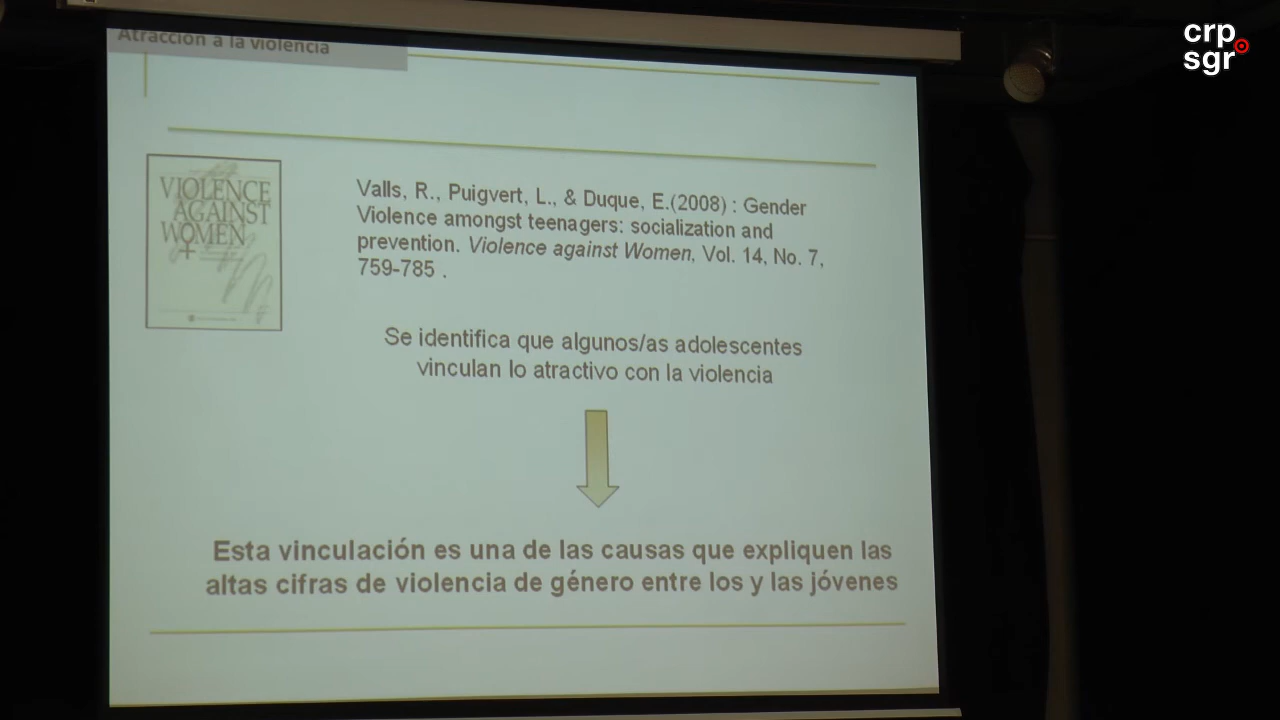 crp
sgr
Atracción a la violencia
VIOLENCE
AGAINST
WOMEN
Valls, R., Puigvert, L., & Duque, E.(2008) : Gender
Violence amongst teenagers: socialization and
prevention. Violence against Women, Vol. 14, No. 7,
759-785 .
Se identifica que algunos/as adolescentes
vinculan lo atractivo con la violencia
Esta vinculación es una de las causas que expliquen las
altas cifras de violencia de género entre los y las jóvenes